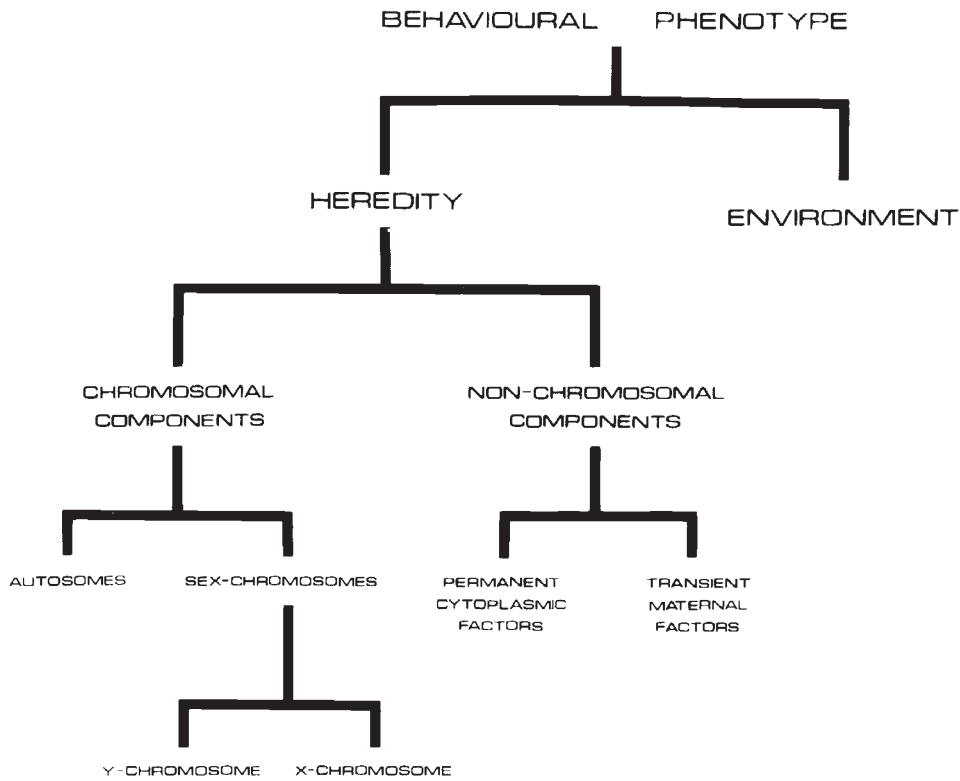 BEHAVIOURAL PHENOTYPE
HEREDITY
ENVIRONMENT
CHROMOSOMAL
COMPONENTS
NON-CHROMOSOMAL
COMPONENTS
AUTOSOMES
SEX-CHROMOSOMES
PERMANENT
CYTOPLASMIC
FACTORS
TRANSIENT
MATERNAL
FACTORS
Y-CHROMOSOME
X-CHROMOSOME